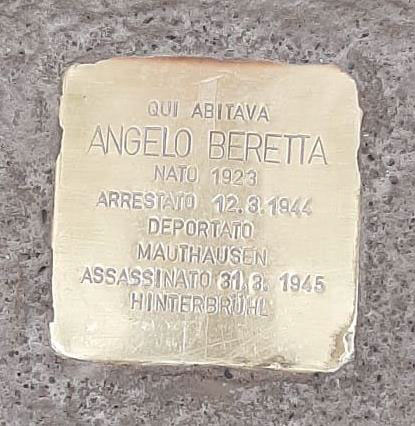 QUI ABITAVA
ANGELO BERETTA
NATO 1923
ARRESTATO 12.3.1944
DEPORTATO
MAUTHAUSEN
ASSASSINATO 31.3.1945
HINTERBRÜHL